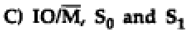 C) IO/M̅, S₀ and S₁